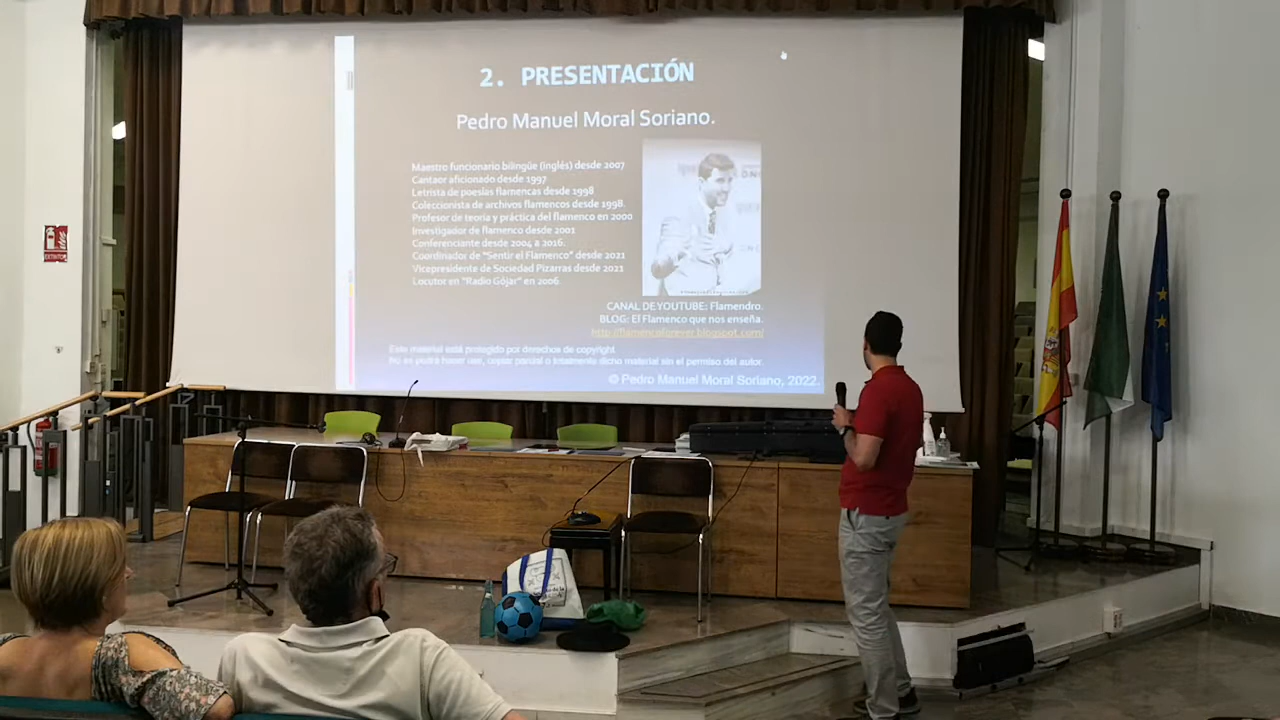 2. PRESENTACIÓN
Pedro Manuel Moral Soriano.
Maestro funcionario bilingüe (inglés) desde 2007
Cantaor aficionado desde 1997
Letrista de poesías flamencas desde 1998
Coleccionista de archivos flamencos desde 1998.
Profesor de teoría y práctica del flamenco en 2000
Investigador de flamenco desde 2001
Conferenciante desde 2004 a 2016.
Coordinador de "Sentir el Flamenco" desde 2021
Vicepresidente de Sociedad Pizarras desde 2021
Locutor en "Radio Gójar" en 2006.
CANAL DE YOUTUBE: Flamendro.
BLOG: El Flamenco que nos enseña.
http://flamencoforever.blogspot.com/
Este material está protegido por derechos de copyright.
No se podrá hacer uso, copiar parcial o totalmente dicho material sin el permiso del autor.
© Pedro Manuel Moral Soriano, 2022.
EXTINTOR